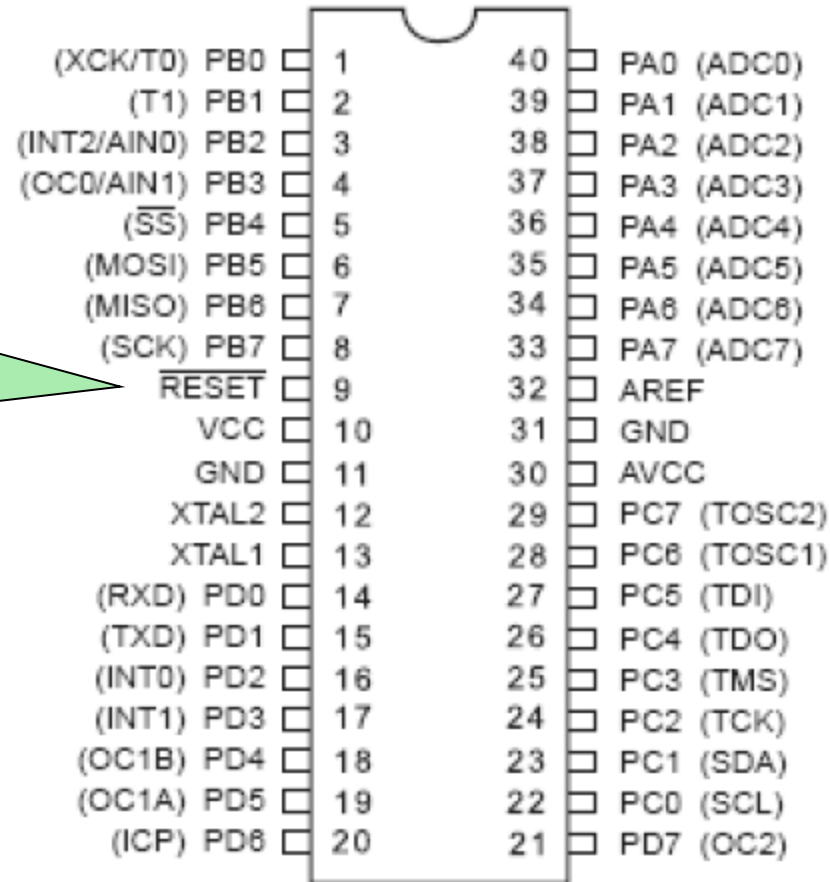 (XCK/T0) PB0 1 40 PA0 (ADC0)
(T1) PB1 2 39 PA1 (ADC1)
(INT2/AIN0) PB2 3 38 PA2 (ADC2)
(OC0/AIN1) PB3 4 37 PA3 (ADC3)
(S̅S̅) PB4 5 36 PA4 (ADC4)
(MOSI) PB5 6 35 PA5 (ADC5)
(MISO) PB6 7 34 PA6 (ADC6)
(SCK) PB7 8 33 PA7 (ADC7)
R̅E̅S̅E̅T̅ 9 32 AREF
VCC 10 31 GND
GND 11 30 AVCC
XTAL2 12 29 PC7 (TOSC2)
XTAL1 13 28 PC6 (TOSC1)
(RXD) PD0 14 27 PC5 (TDI)
(TXD) PD1 15 26 PC4 (TDO)
(INT0) PD2 16 25 PC3 (TMS)
(INT1) PD3 17 24 PC2 (TCK)
(OC1B) PD4 18 23 PC1 (SDA)
(OC1A) PD5 19 22 PC0 (SCL)
(ICP) PD6 20 21 PD7 (OC2)